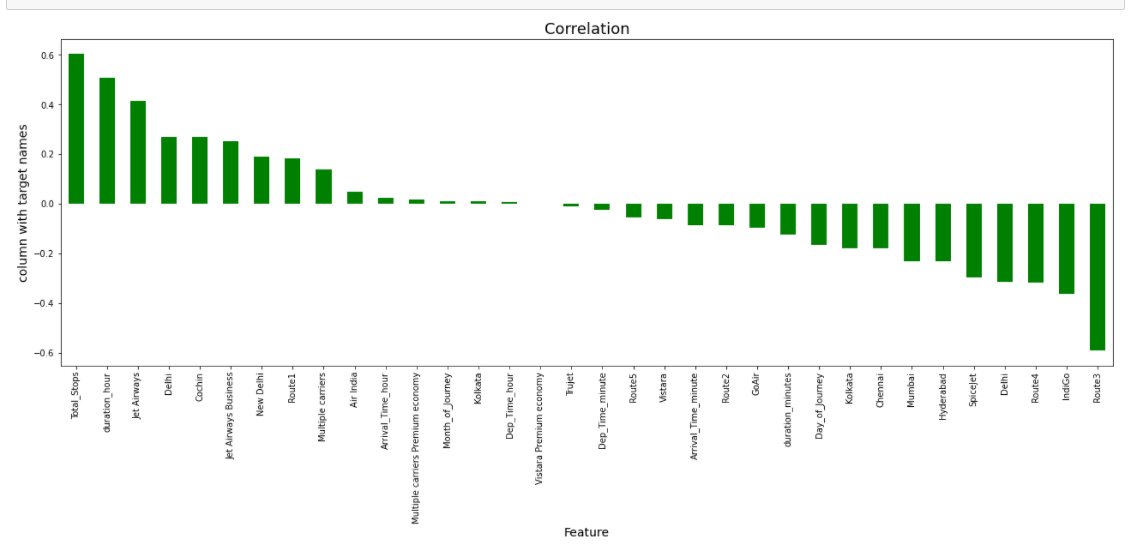 Correlation
column with target names
0.6
0.4
0.2
0.0
−0.2
−0.4
−0.6
Total_Stops
duration_hour
Jet Airways
Delhi
Cochin
Jet Airways Business
New Delhi
Route1
Multiple carriers
Air India
Arrival_Time_hour
Multiple carriers Premium economy
Month_of_Journey
Kolkata
Dep_Time_hour
Vistara Premium economy
Trujet
Dep_Time_minute
Route5
Vistara
Arrival_Time_minute
Route2
GoAir
duration_minutes
Day_of_Journey
Kolkata
Chennai
Mumbai
Hyderabad
SpiceJet
Delhi
Route4
IndiGo
Route3
Feature